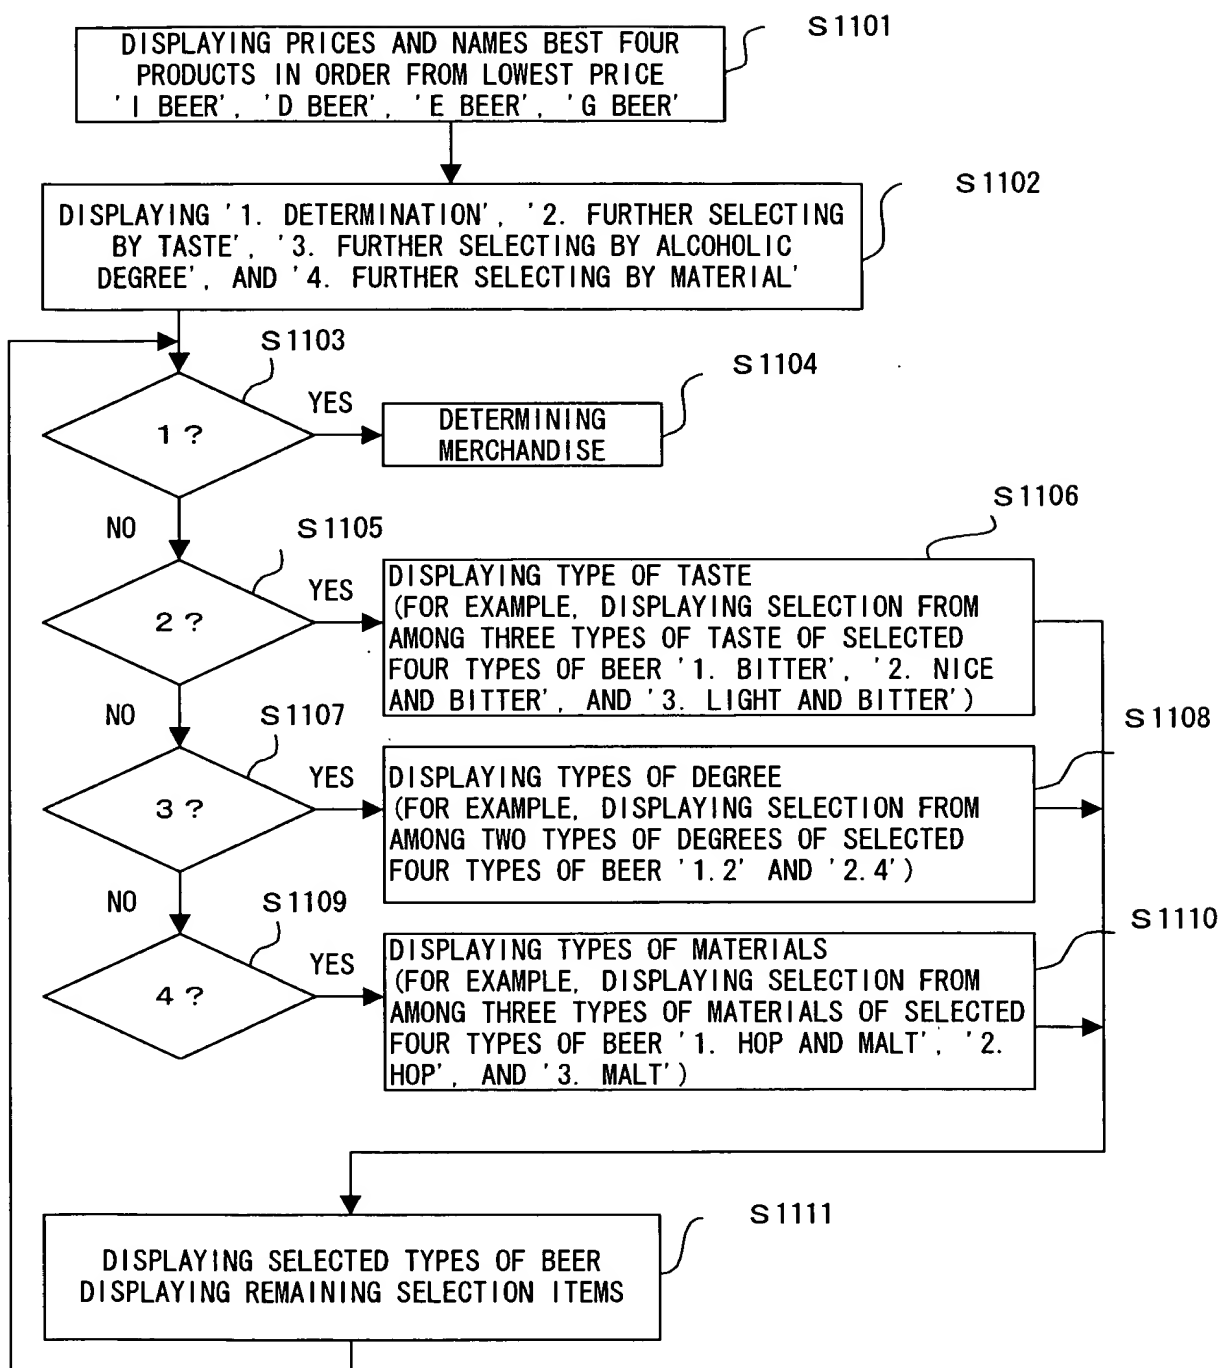 S1101
DISPLAYING PRICES AND NAMES BEST FOUR
PRODUCTS IN ORDER FROM LOWEST PRICE
'I BEER', 'D BEER', 'E BEER', 'G BEER'
S1102
DISPLAYING '1. DETERMINATION', '2. FURTHER SELECTING
BY TASTE', '3. FURTHER SELECTING BY ALCOHOLIC
DEGREE', AND '4. FURTHER SELECTING BY MATERIAL'
S1103
1?
YES
S1104
DETERMINING
MERCHANDISE
NO
S1105
2?
YES
S1106
DISPLAYING TYPE OF TASTE
(FOR EXAMPLE, DISPLAYING SELECTION FROM
AMONG THREE TYPES OF TASTE OF SELECTED
FOUR TYPES OF BEER '1. BITTER', '2. NICE
AND BITTER', AND '3. LIGHT AND BITTER')
NO
S1107
3?
YES
S1108
DISPLAYING TYPES OF DEGREE
(FOR EXAMPLE, DISPLAYING SELECTION FROM
AMONG TWO TYPES OF DEGREES OF SELECTED
FOUR TYPES OF BEER '1.2' AND '2.4')
NO
S1109
4?
YES
S1110
DISPLAYING TYPES OF MATERIALS
(FOR EXAMPLE, DISPLAYING SELECTION FROM
AMONG THREE TYPES OF MATERIALS OF SELECTED
FOUR TYPES OF BEER '1. HOP AND MALT', '2.
HOP', AND '3. MALT')
S1111
DISPLAYING SELECTED TYPES OF BEER
DISPLAYING REMAINING SELECTION ITEMS